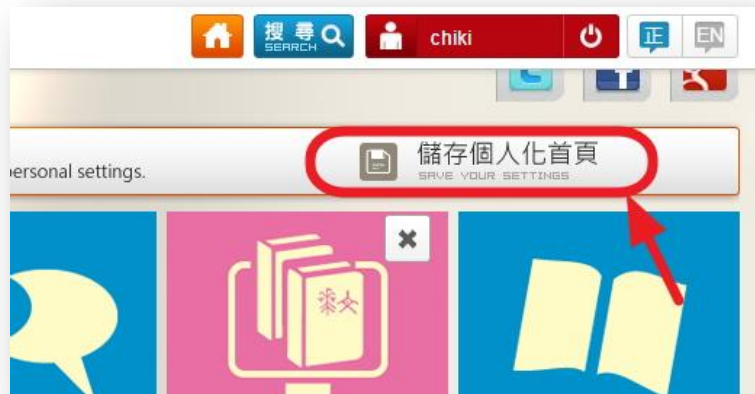 搜尋
SEARCH
chiki
正
EN
personal settings.
儲存個人化首頁
SAVE YOUR SETTINGS